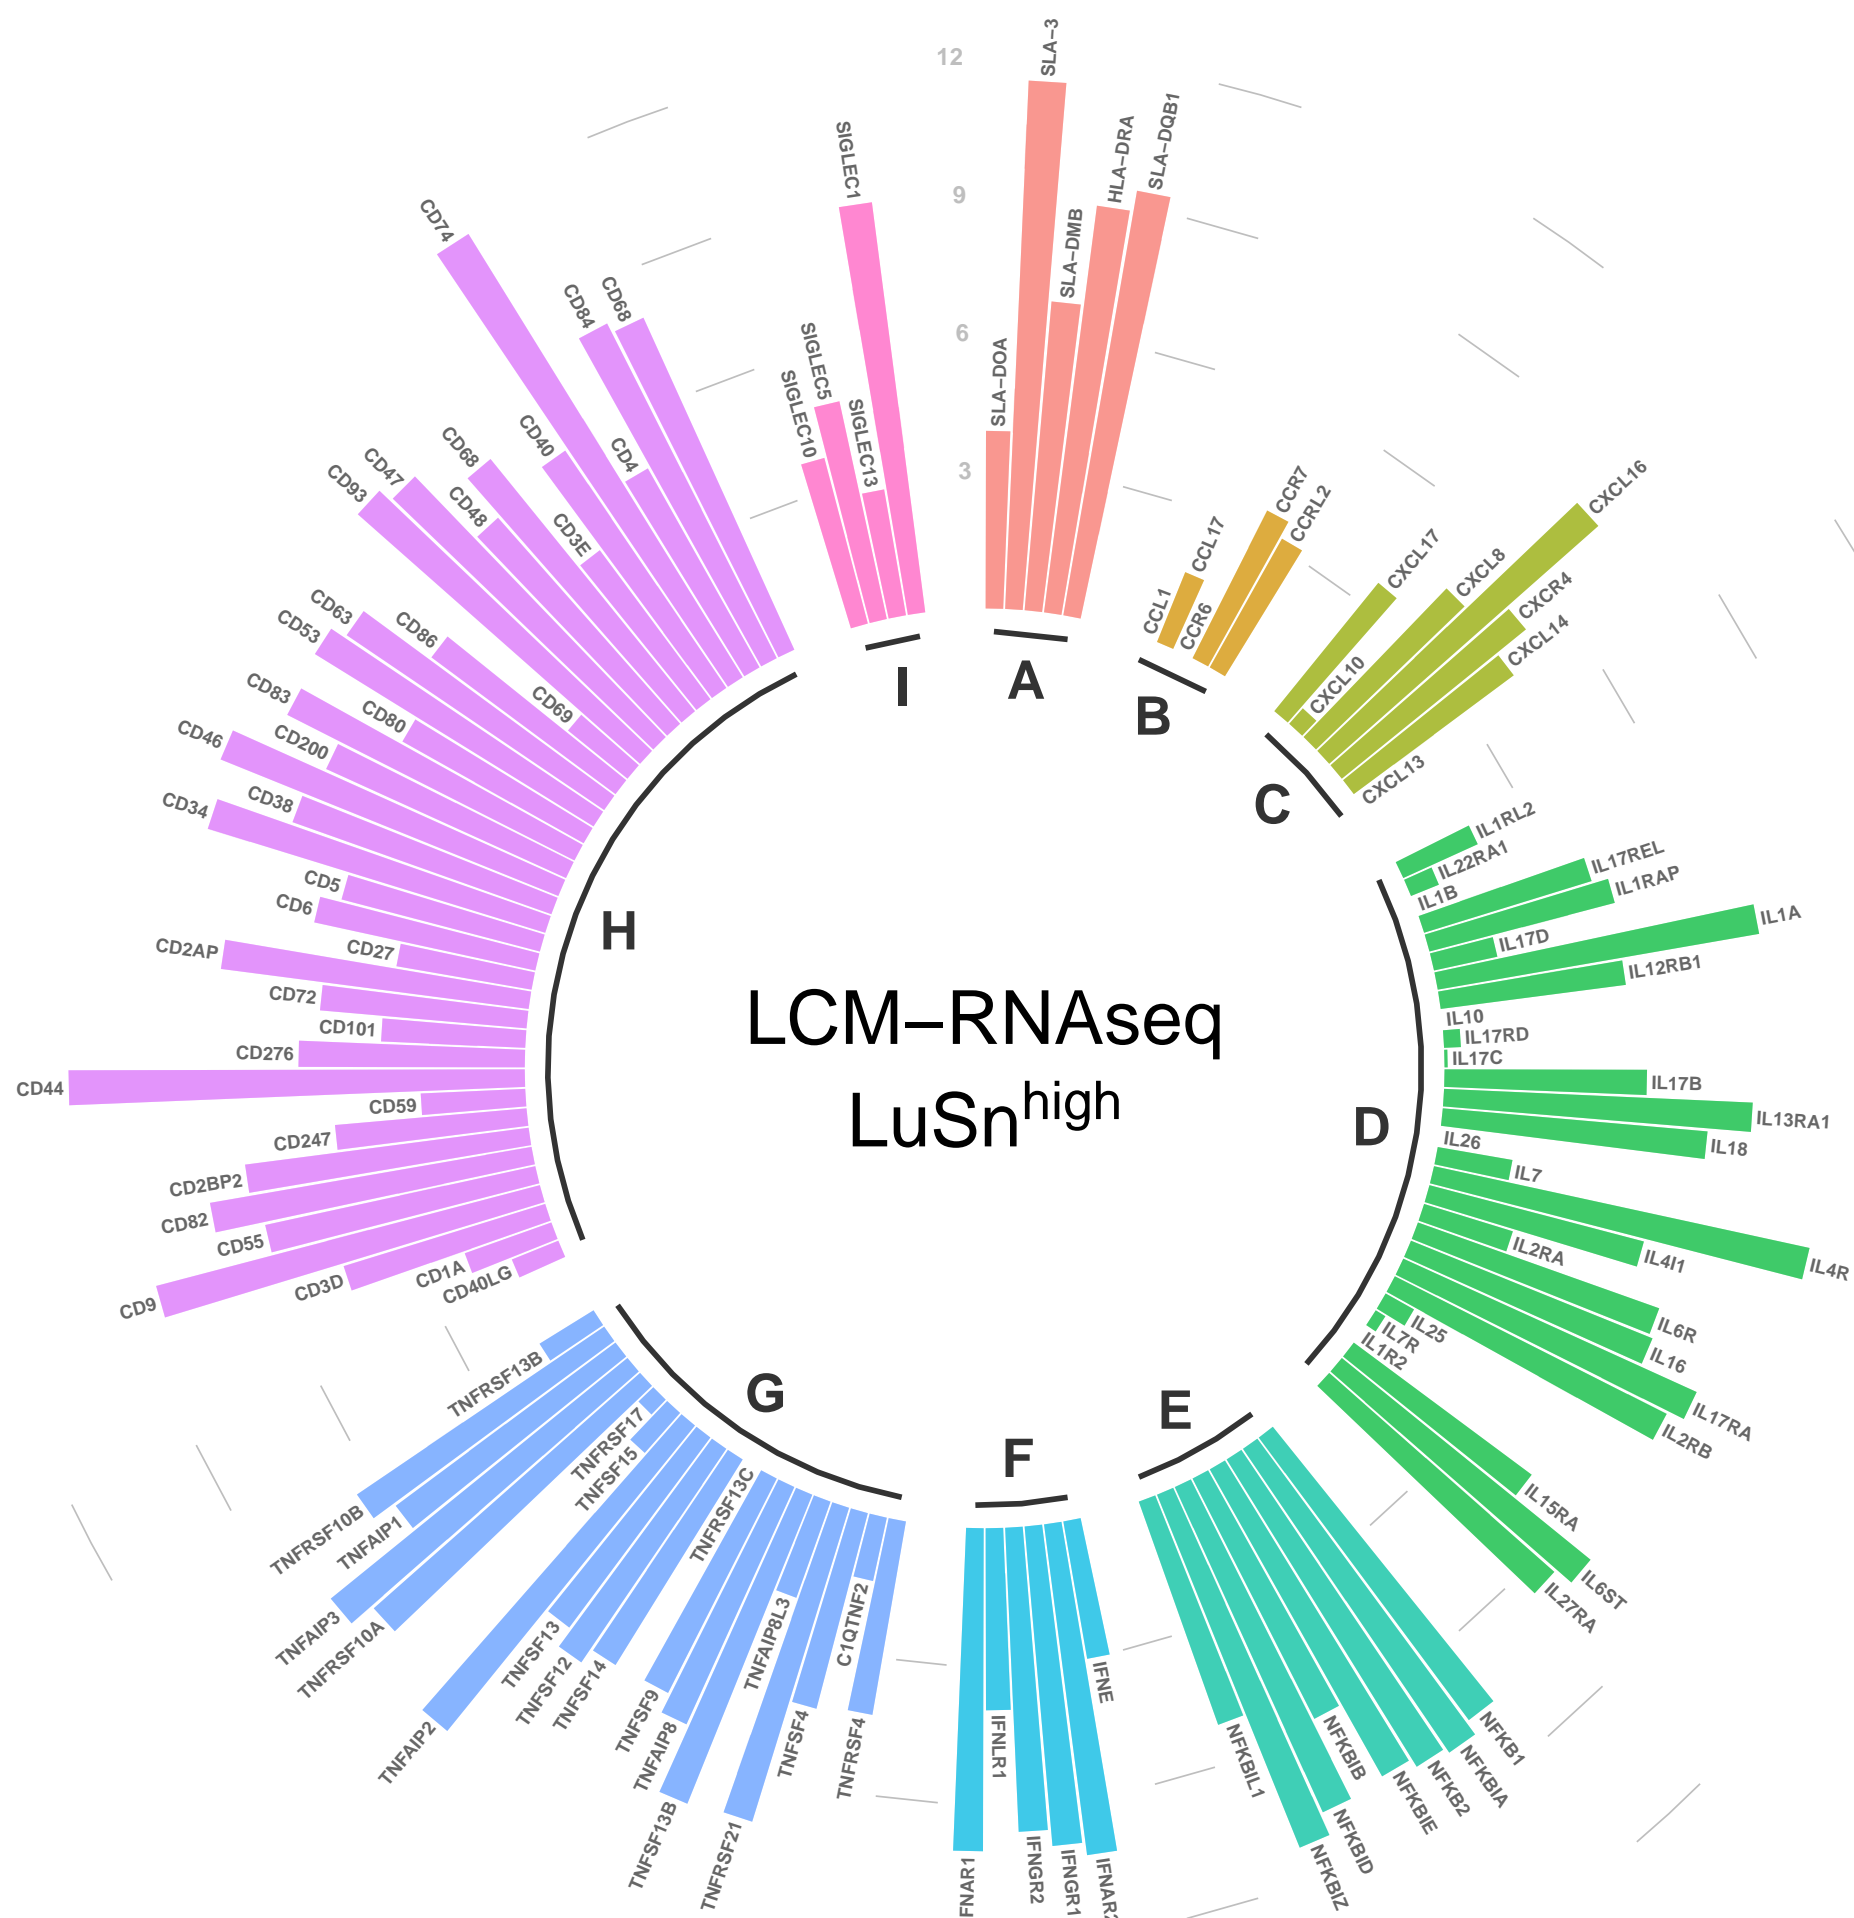 12
9
6
3
SLA–DOA
SLA–3
SLA–DMB
HLA–DRA
SLA–DQB1
A
CCL1
CCL17
CCR6
CCR7
CCRL2
B
CXCL17
CXCL10
CXCL8
CXCL16
CXCR4
CXCL14
CXCL13
C
IL1RL2
IL22RA1
IL1B
IL17REL
IL1RAP
IL17D
IL1A
IL12RB1
IL10
IL17RD
IL17C
IL17B
IL13RA1
IL18
IL26
IL7
IL4R
IL4I1
IL2RA
IL6R
IL16
IL17RA
IL2RB
IL25
IL7R
IL1R2
IL15RA
IL6ST
IL27RA
D
NFKB1
NFKBIA
NFKB2
NFKBIE
NFKBIB
NFKBID
NFKBIZ
NFKBIL1
E
IFNE
IFNAR2
IFNGR1
IFNGR2
IFNLR1
FNAR1
F
TNFRSF4
C1QTNF2
TNFSF4
TNFRSF21
TNFAIP8L3
TNFSF13B
TNFAIP8
TNFSF9
TNFRSF13C
TNFSF14
TNFSF12
TNFSF13
TNFAIP2
TNFSF15
TNFRSF17
TNFRSF10A
TNFAIP3
TNFAIP1
TNFRSF10B
TNFRSF13B
G
CD40LG
CD1A
CD3D
CD9
CD55
CD82
CD2BP2
CD247
CD59
CD44
CD276
CD101
CD72
CD2AP
CD27
CD6
CD5
CD34
CD38
CD46
CD200
CD83
CD80
CD53
CD63
CD86
CD69
CD93
CD47
CD48
CD68
CD3E
CD40
CD74
CD4
CD84
CD68
H
SIGLEC10
SIGLEC5
SIGLEC13
SIGLEC1
I
LCM–RNAseq
LuSnhigh